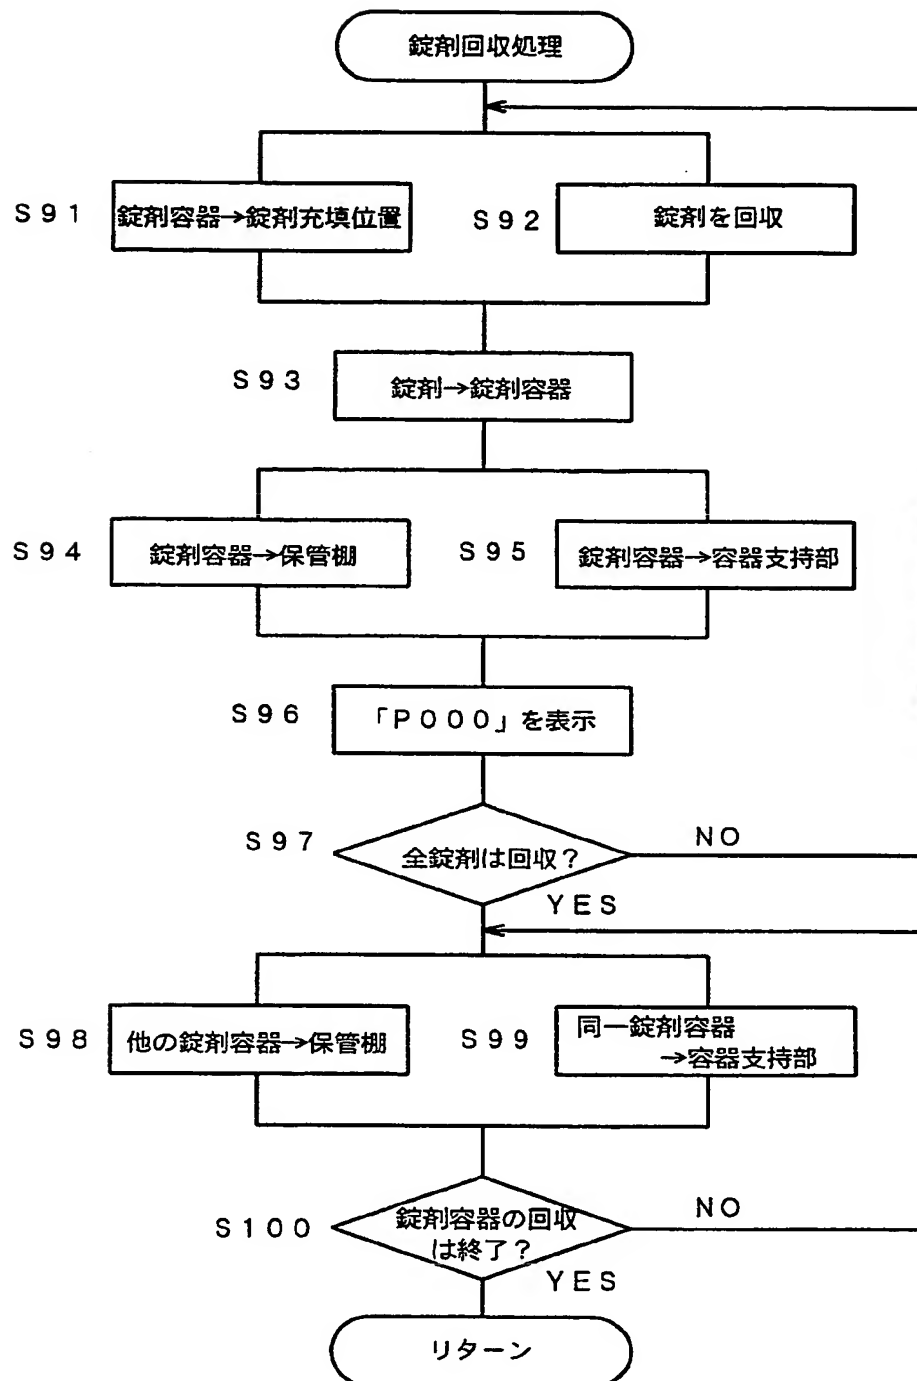 錠剤回収処理
S91
錠剤容器→錠剤充填位置
S92
錠剤を回収
S93
錠剤→錠剤容器
S94
錠剤容器→保管棚
S95
錠剤容器→容器支持部
S96
「P000」を表示
S97
全錠剤は回収?
NO
YES
S98
他の錠剤容器→保管棚
S99
同一錠剤容器
→容器支持部
S100
錠剤容器の回収
は終了?
NO
YES
リターン